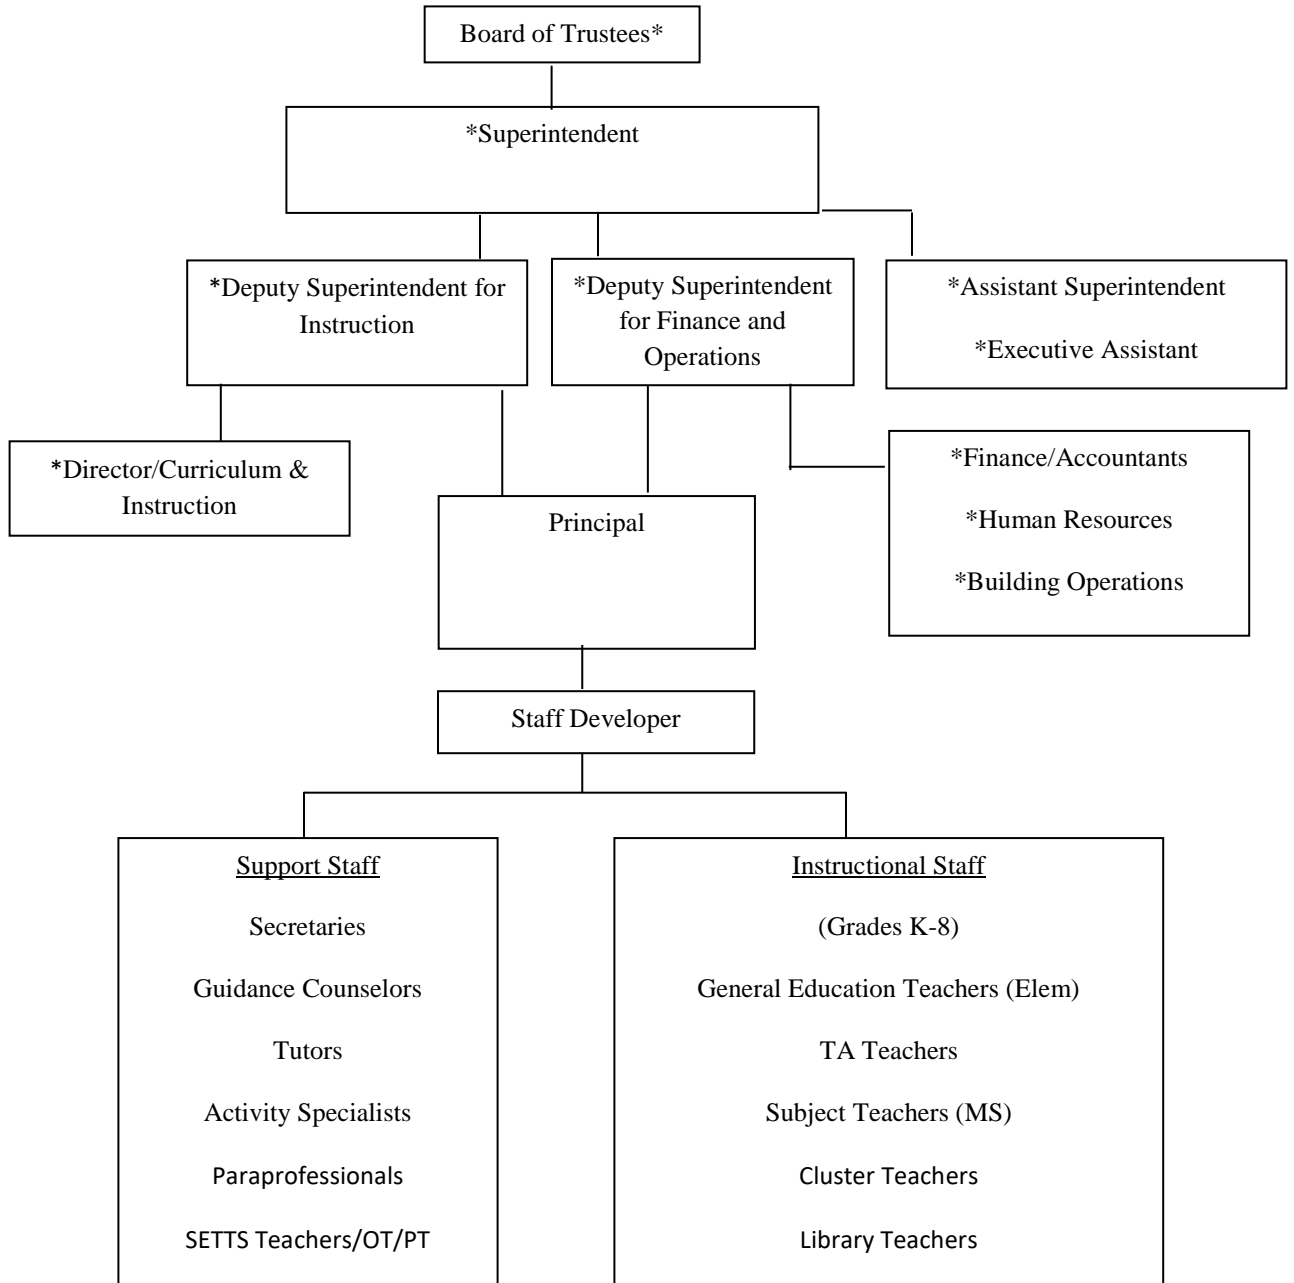 Board of Trustees*
*Superintendent
*Deputy Superintendent for
Instruction
*Deputy Superintendent
for Finance and
Operations
*Assistant Superintendent
*Executive Assistant
*Director/Curriculum &
Instruction
*Finance/Accountants
*Human Resources
*Building Operations
Principal
Staff Developer
Support Staff
Secretaries
Guidance Counselors
Tutors
Activity Specialists
Paraprofessionals
SETTS Teachers/OT/PT
Instructional Staff
(Grades K-8)
General Education Teachers (Elem)
TA Teachers
Subject Teachers (MS)
Cluster Teachers
Library Teachers